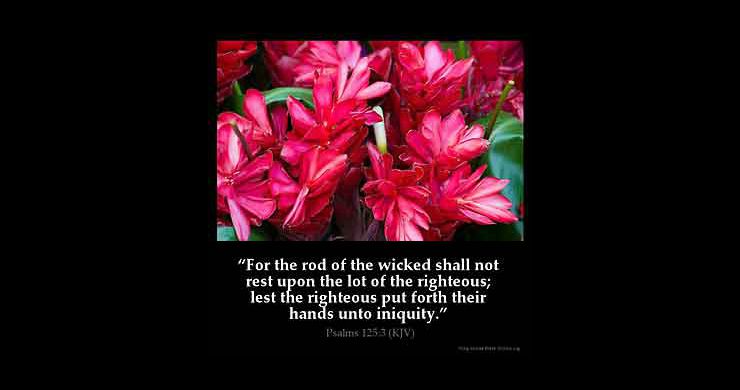 “For the rod of the wicked shall not
rest upon the lot of the righteous;
lest the righteous put forth their
hands unto iniquity.”
Psalms 125:3 (KJV)